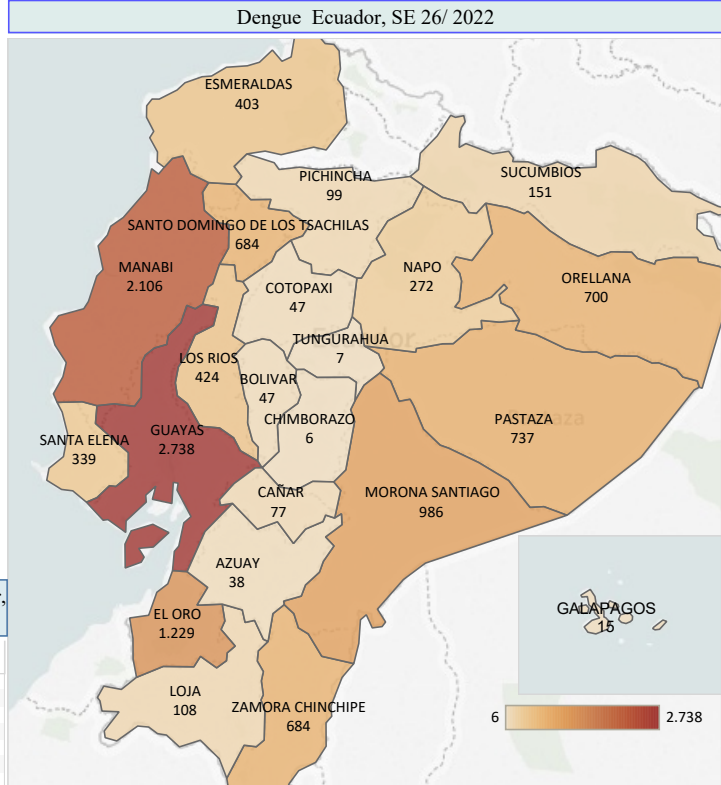 Dengue Ecuador, SE 26/ 2022
ESMERALDAS
403
PICHINCHA
99
SUCUMBIOS
151
SANTO DOMINGO DE LOS TSACHILAS
684
MANABI
2.106
NAPO
272
ORELLANA
700
COTOPAXI
47
TUNGURAHUA
7
LOS RIOS
424
BOLIVAR
47
CHIMBORAZO
6
PASTAZA
737
SANTA ELENA
339
GUAYAS
2.738
CAÑAR
77
MORONA SANTIAGO
986
AZUAY
38
GALAPAGOS
15
EL ORO
1.229
LOJA
108
ZAMORA CHINCHIPE
684
6
2.738